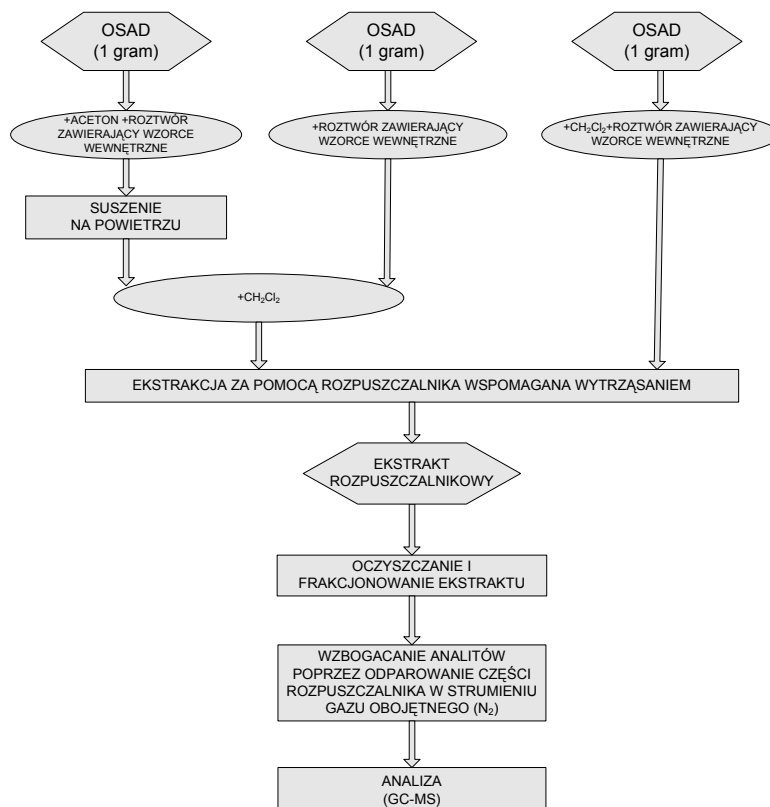 OSAD
(1 gram)
OSAD
(1 gram)
OSAD
(1 gram)
+ACETON +ROZTWÓR
ZAWIERAJĄCY WZORCE
WEWNĘTRZNE
+ROZTWÓR ZAWIERAJĄCY
WZORCE WEWNĘTRZNE
+CH₂Cl₂+ROZTWÓR ZAWIERAJĄCY
WZORCE WEWNĘTRZNE
SUSZENIE
NA POWIETRZU
+CH₂Cl₂
EKSTRAKCJA ZA POMOCĄ ROZPUSZCZALNIKA WSPOMAGANA WYTRZĄSANIEM
EKSTRAKT
ROZPUSZCZALNIKOWY
OCZYSZCZANIE I
FRAKCJONOWANIE EKSTRAKTU
WZBOGACANIE ANALITÓW
POPRZEZ ODPAROWANIE CZĘŚCI
ROZPUSZCZALNIKA W STRUMIENIU
GAZU OBOJĘTNEGO (N₂)
ANALIZA
(GC-MS)